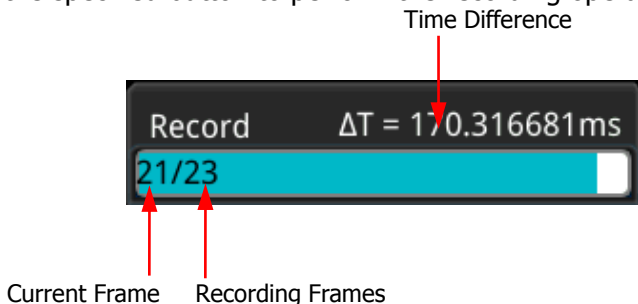 Time Difference
Record ΔT = 170.316681ms
21/23
Current Frame Recording Frames